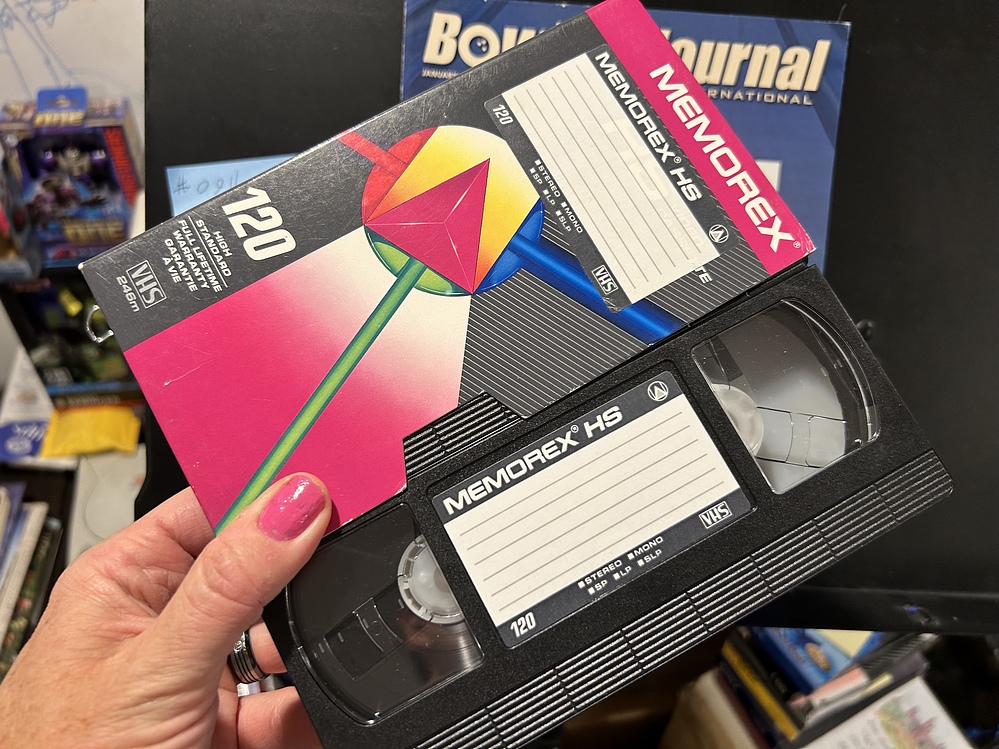 Bow
Journal
INTERNATIONAL
MEMOREX®
MEMOREX® HS
120
■STEREO ■MONO
■SP ■LP ■SLP
VHS
120
HIGH
STANDARD
FULL LIFETIME
WARRANTY
GARANTIE
À VIE
VHS
246m
MEMOREX® HS
VHS
■STEREO ■MONO
■SP ■LP ■SLP
120